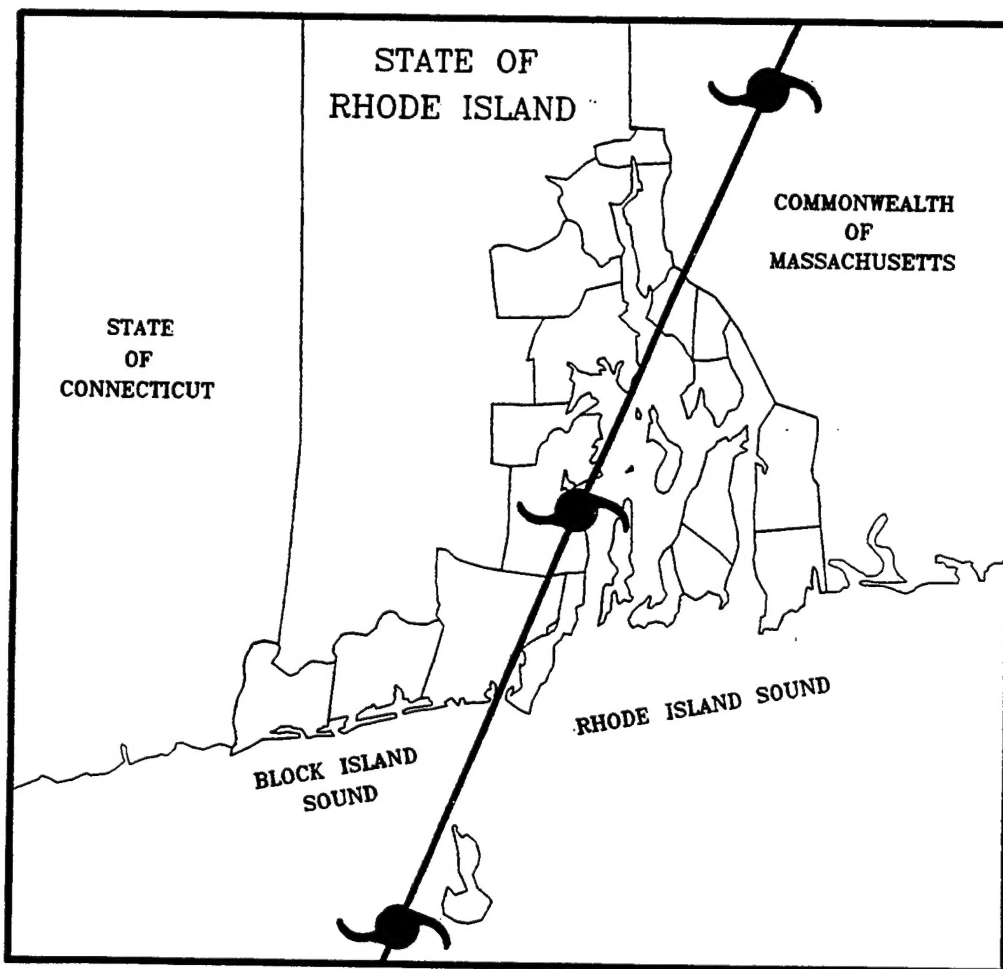 STATE OF
RHODE ISLAND
COMMONWEALTH
OF
MASSACHUSETTS
STATE
OF
CONNECTICUT
RHODE ISLAND SOUND
BLOCK ISLAND
SOUND